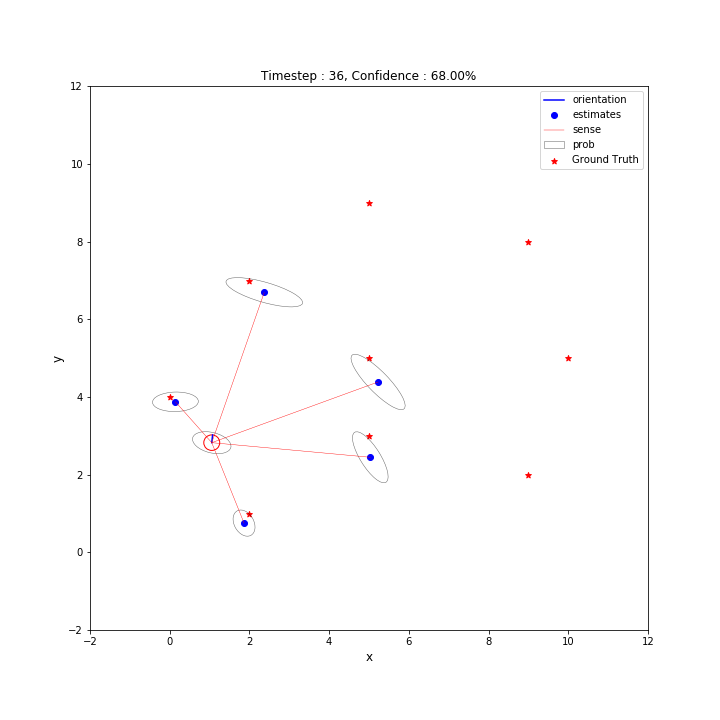 Timestep : 36, Confidence : 68.00%
orientation
estimates
sense
prob
Ground Truth
12
10
8
6
4
2
0
−2
y
−2 0 2 4 6 8 10 12
x